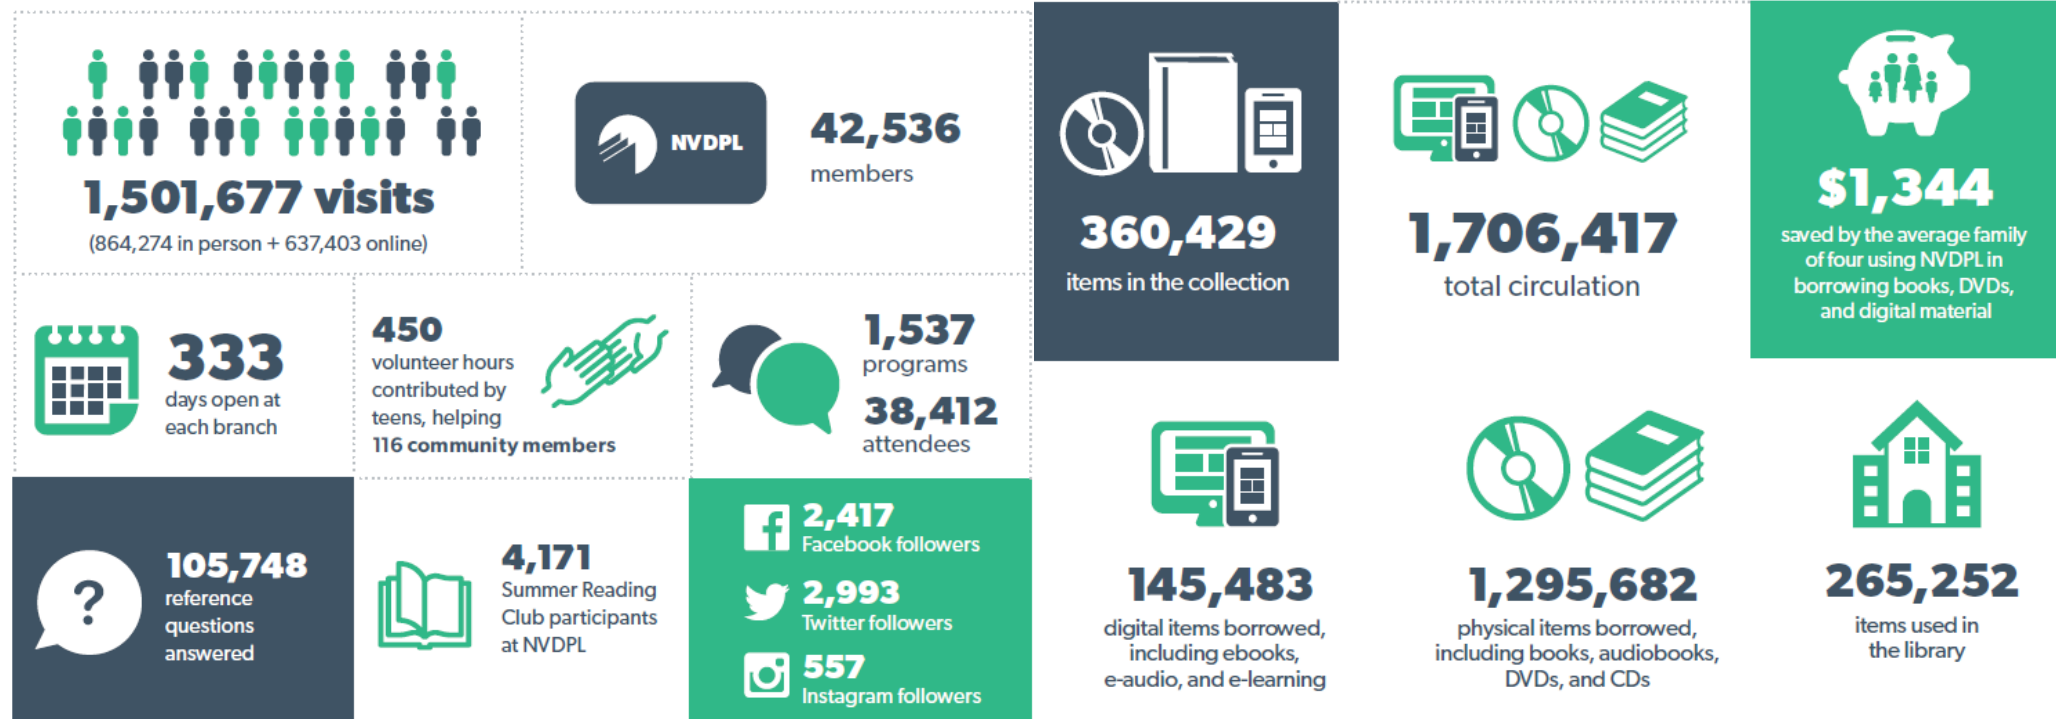 1,501,677 visits
(864,274 in person + 637,403 online)
NVDPL
42,536
members
333
days open at
each branch
450
volunteer hours
contributed by
teens, helping
116 community members
1,537
programs
38,412
attendees
105,748
reference
questions
answered
?
4,171
Summer Reading
Club participants
at NVDPL
2,417
Facebook followers
2,993
Twitter followers
557
Instagram followers
360,429
items in the collection
1,706,417
total circulation
$1,344
saved by the average family
of four using NVDPL in
borrowing books, DVDs,
and digital material
145,483
digital items borrowed,
including ebooks,
e-audio, and e-learning
1,295,682
physical items borrowed,
including books, audiobooks,
DVDs, and CDs
265,252
items used in
the library